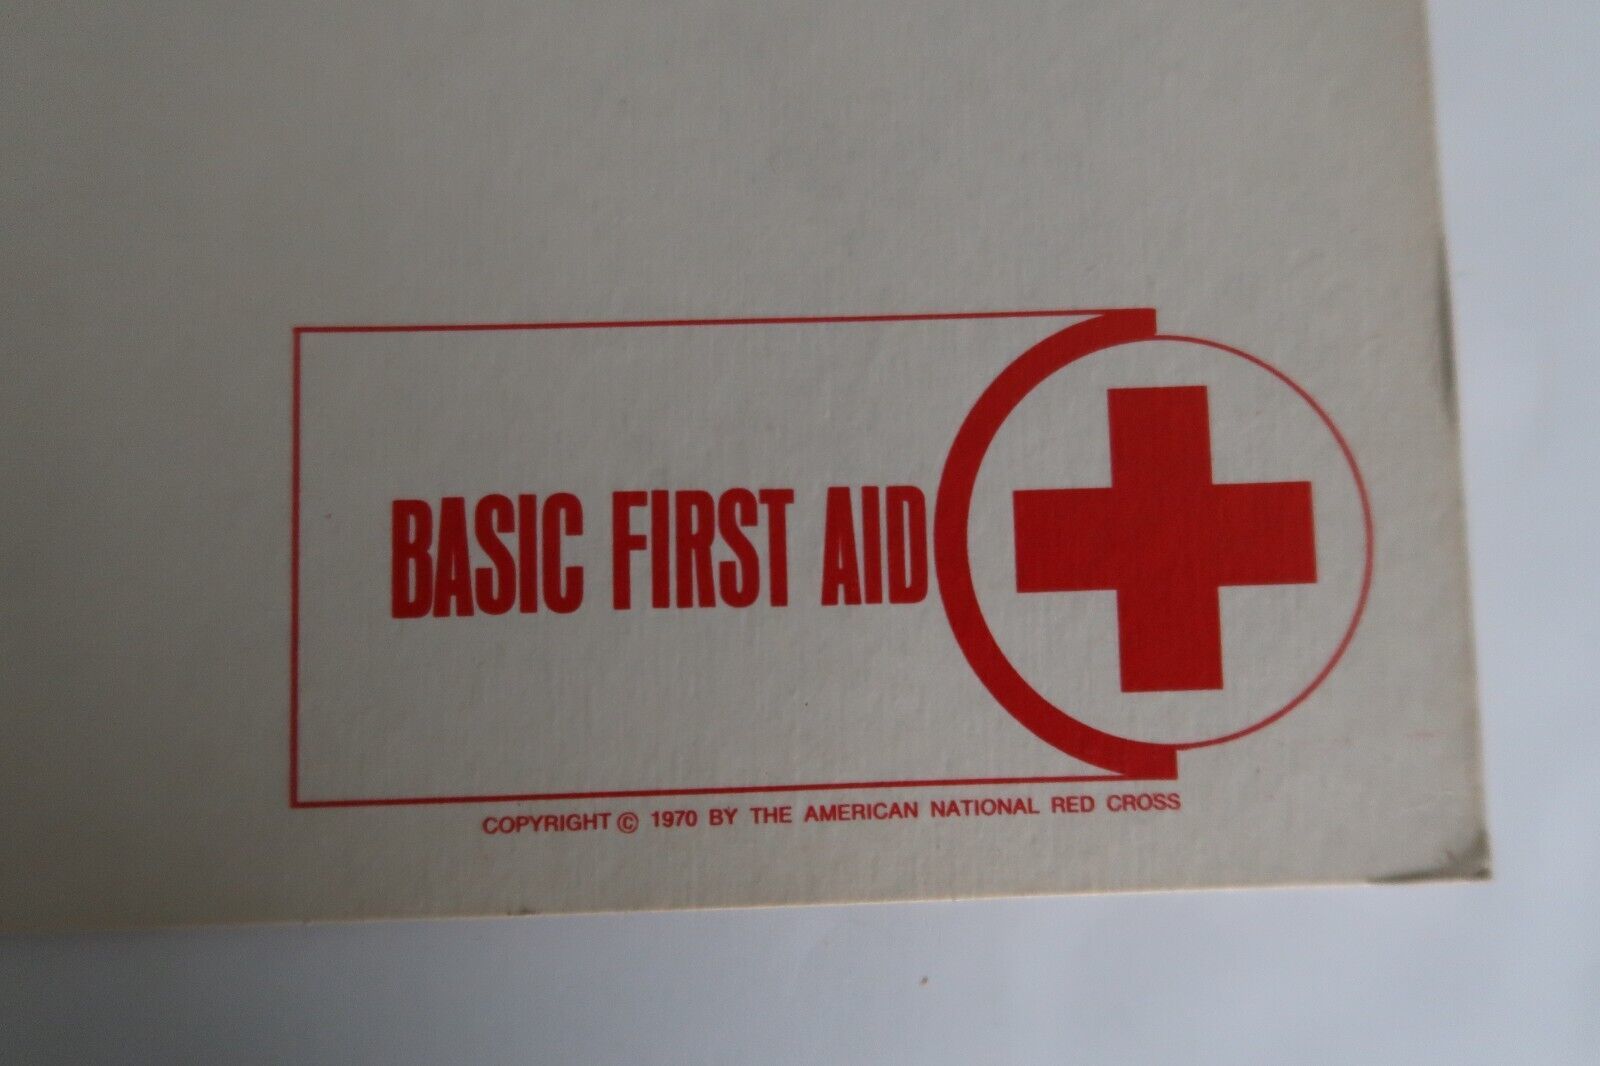 BASIC FIRST AID
COPYRIGHT © 1970 BY THE AMERICAN NATIONAL RED CROSS